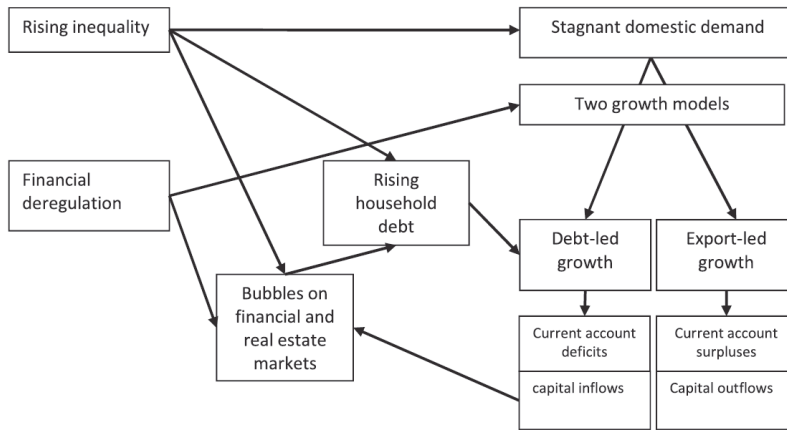 Rising inequality
Stagnant domestic demand
Two growth models
Financial
deregulation
Rising
household
debt
Debt-led
growth
Export-led
growth
Bubbles on
financial and
real estate
markets
Current account
deficits
Current account
surpluses
capital inflows
Capital outflows